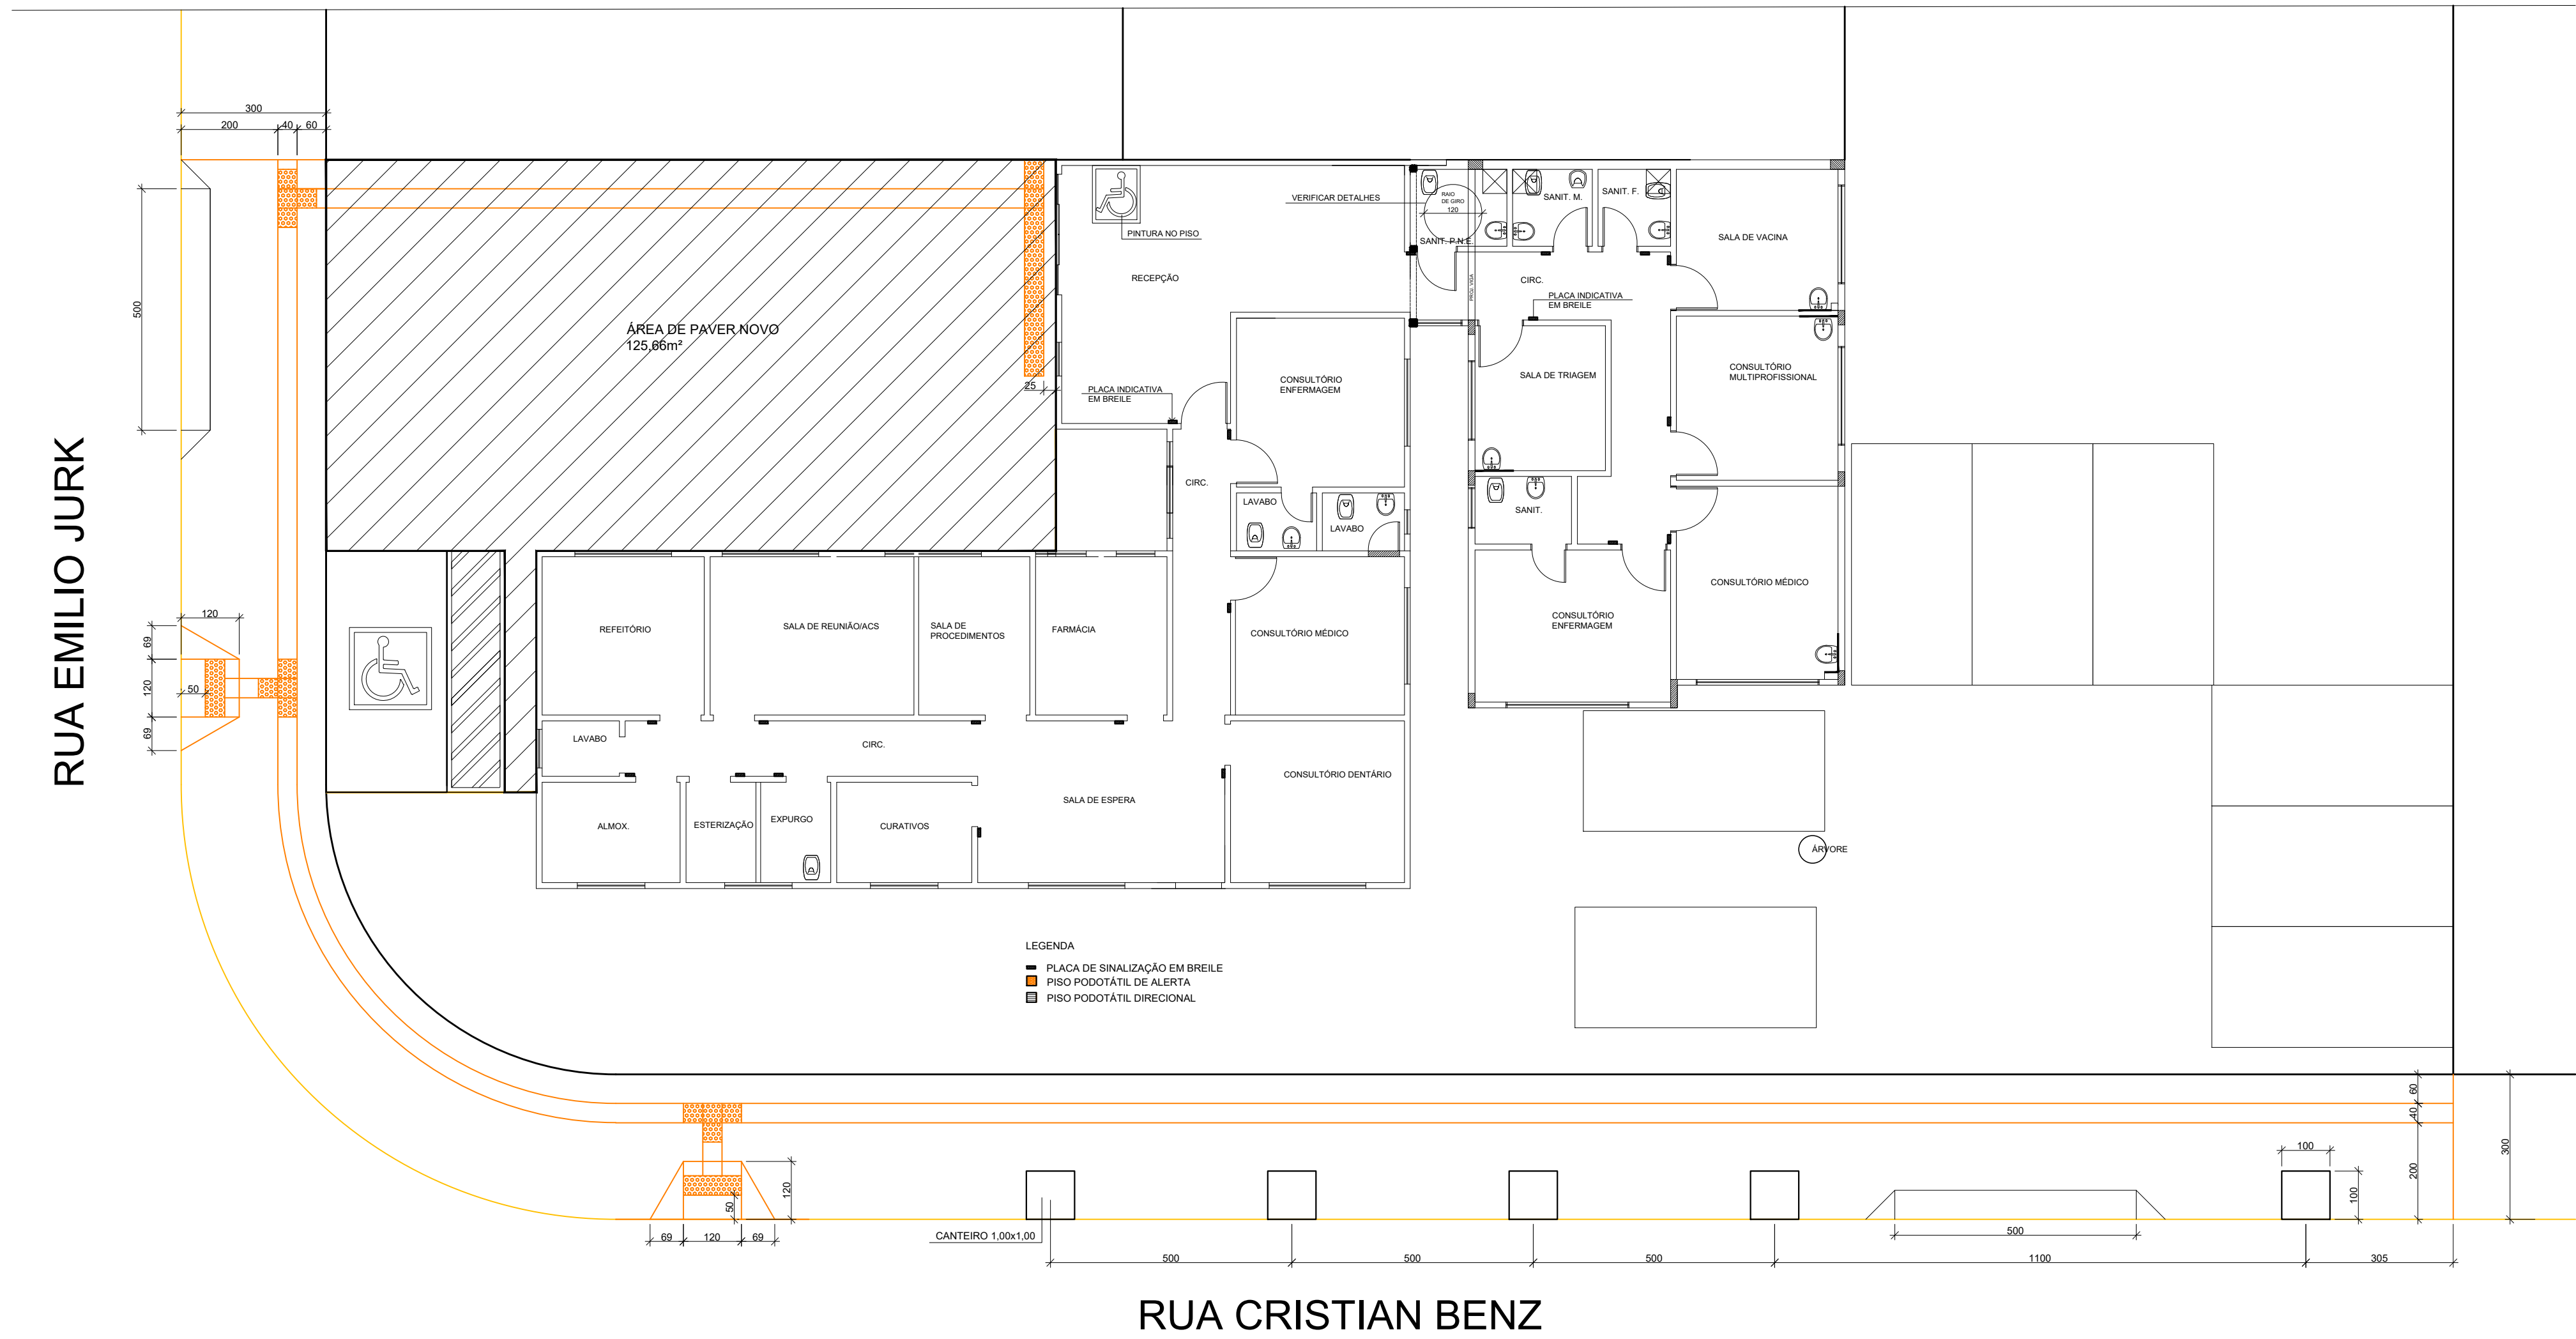 300
200
40
60
500
VERIFICAR DETALHES
RAIO
DE GIRO
120
SANIT. P.N.E.
SANIT. M.
SANIT. F.
SALA DE VACINA
PINTURA NO PISO
RECEPÇÃO
PROJ. VIGA
CIRC.
PLACA INDICATIVA
EM BREILE
ÁREA DE PAVER NOVO
125,66m²
25
PLACA INDICATIVA
EM BREILE
CONSULTÓRIO
ENFERMAGEM
SALA DE TRIAGEM
CONSULTÓRIO
MULTIPROFISSIONAL
RUA EMILIO JURK
CIRC.
LAVABO
LAVABO
SANIT.
CONSULTÓRIO MÉDICO
120
69
120
69
50
REFEITÓRIO
SALA DE REUNIÃO/ACS
SALA DE
PROCEDIMENTOS
FARMÁCIA
CONSULTÓRIO MÉDICO
CONSULTÓRIO
ENFERMAGEM
LAVABO
CIRC.
CONSULTÓRIO DENTÁRIO
SALA DE ESPERA
ALMOX.
ESTERIZAÇÃO
EXPURGO
CURATIVOS
ÁRVORE
LEGENDA
PLACA DE SINALIZAÇÃO EM BREILE
PISO PODOTÁTIL DE ALERTA
PISO PODOTÁTIL DIRECIONAL
60
40
200
300
100
100
120
50
69
120
69
CANTEIRO 1,00x1,00
500
500
500
500
1100
305
RUA CRISTIAN BENZ